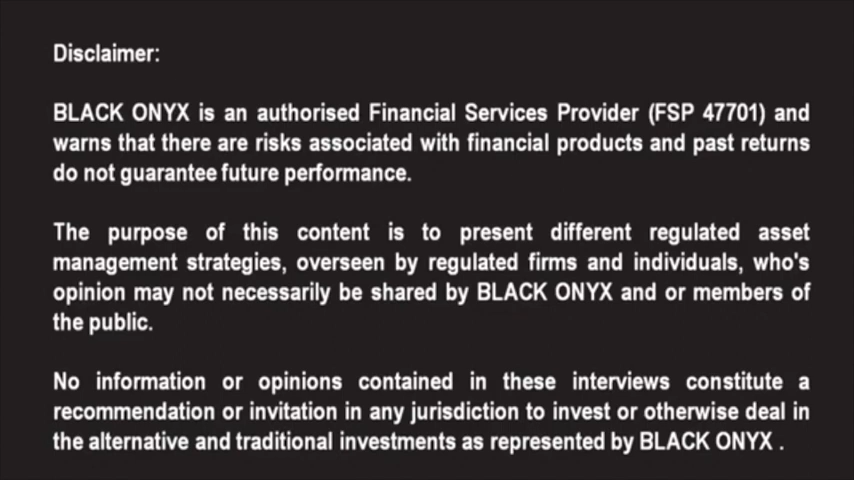 Disclaimer:
BLACK ONYX is an authorised Financial Services Provider (FSP 47701) and
warns that there are risks associated with financial products and past returns
do not guarantee future performance.
The purpose of this content is to present different regulated asset
management strategies, overseen by regulated firms and individuals, who's
opinion may not necessarily be shared by BLACK ONYX and or members of
the public.
No information or opinions contained in these interviews constitute a
recommendation or invitation in any jurisdiction to invest or otherwise deal in
the alternative and traditional investments as represented by BLACK ONYX .